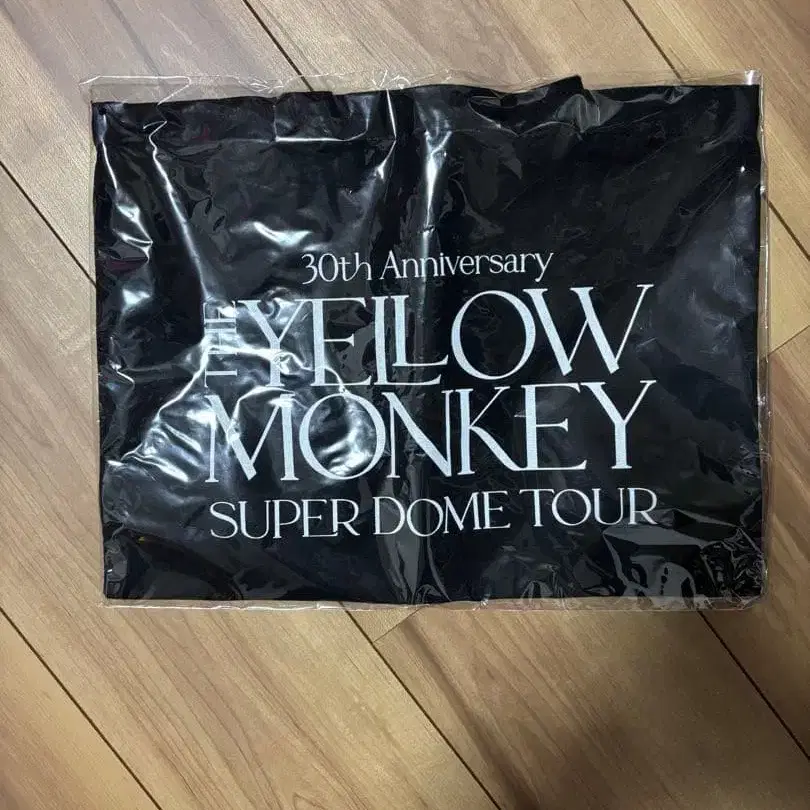 30th Anniversary
THE YELLOW
MONKEY
SUPER DOME TOUR